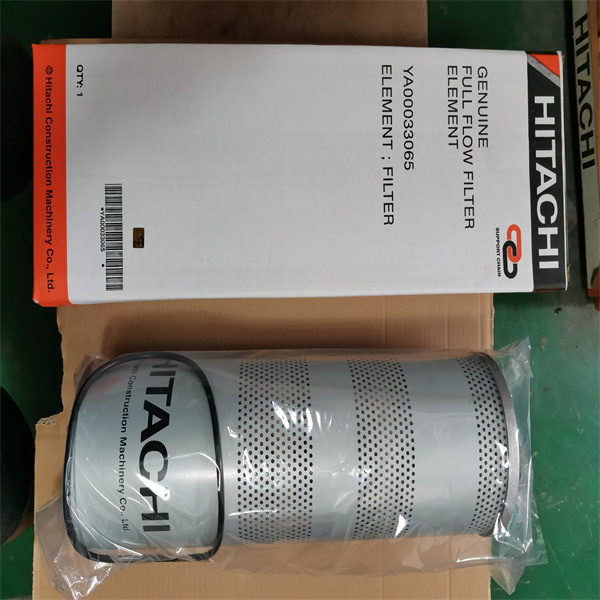 HITACHI
SUPPORT CHAIN
GENUINE
FULL FLOW FILTER
ELEMENT
YA00033065
ELEMENT ; FILTER
*YA00033065 *
QTY: 1
© Hitachi Construction Machinery Co., Ltd.
HITACHI
HITACHI
Construction Machinery Co., Ltd